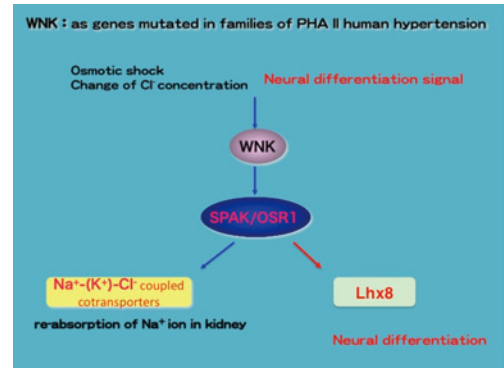 WNK : as genes mutated in families of PHA II human hypertension
Osmotic shock
Change of Cl⁻ concentration
Neural differentiation signal
WNK
SPAK/OSR1
Na⁺-(K⁺)-Cl⁻ coupled
cotransporters
Lhx8
re-absorption of Na⁺ ion in kidney
Neural differentiation